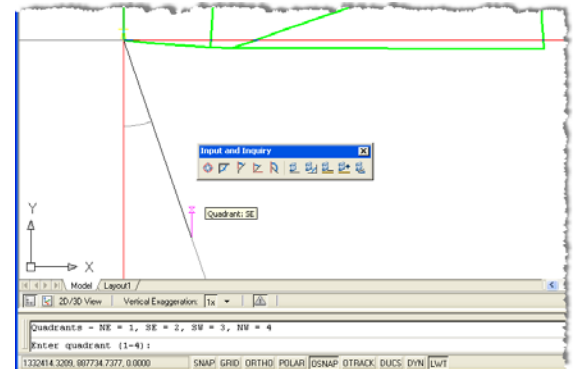 Input and Inquiry
Quadrant: SE
Y
X
Model / Layout1 /
2D/3D View Vertical Exaggeration: 1x
Quadrants - NE = 1, SE = 2, SW = 3, NW = 4
Enter quadrant (1-4):
1332414.3209, 887734.7377, 0.0000 SNAP GRID ORTHO POLAR OSNAP OTRACK DUCS DYN LWT